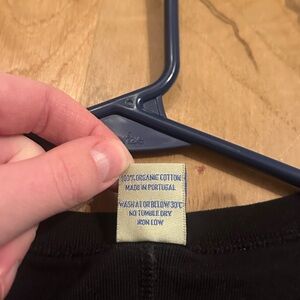 100% ORGANIC COTTON
MADE IN PORTUGAL
WASH AT OR BELOW 30°C
NO TUMBLE DRY
IRON LOW